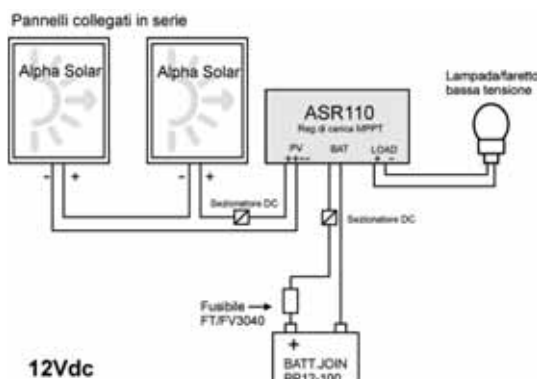 Pannelli collegati in serie
Alpha Solar
Alpha Solar
Lampada/faretto
bassa tensione
ASR110
Reg di carica MPPT
PV BAT LOAD
+ + - - + -
- + - +
Sezionatore DC
Sezionatore DC
Fusibile
FT/FV3040
+
12Vdc
BATT.JOIN